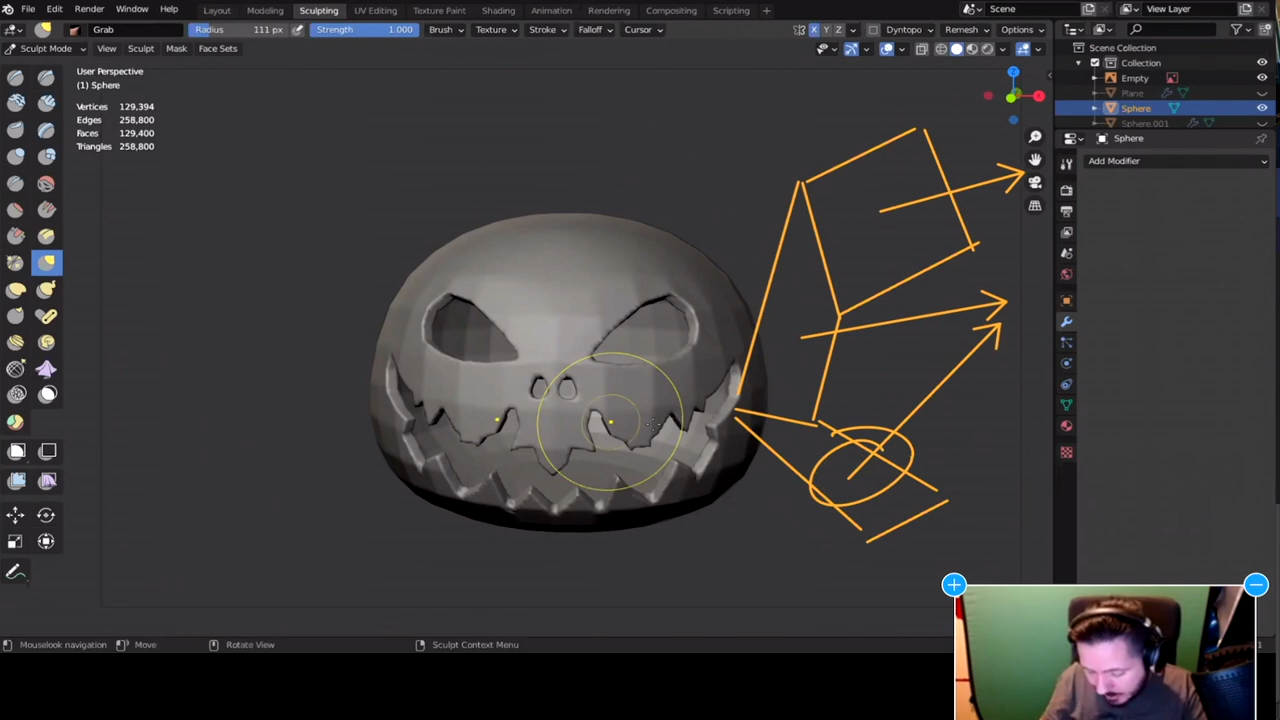 File Edit Render Window Help Layout Modeling Sculpting UV Editing Texture Paint Shading Animation Rendering Compositing Scripting + Scene View Layer
Grab Radius 111 px Strength 1.000 Brush Texture Stroke Falloff Cursor X Y Z Dyntopo Remesh Options
Sculpt Mode View Sculpt Mask Face Sets
Scene Collection
Collection
Empty
Plane
Sphere
Sphere.001
Sphere
Add Modifier
User Perspective
(1) Sphere
Vertices 129,394
Edges 258,800
Faces 129,400
Triangles 258,800
Z
Mouselook navigation Move Rotate View Sculpt Context Menu